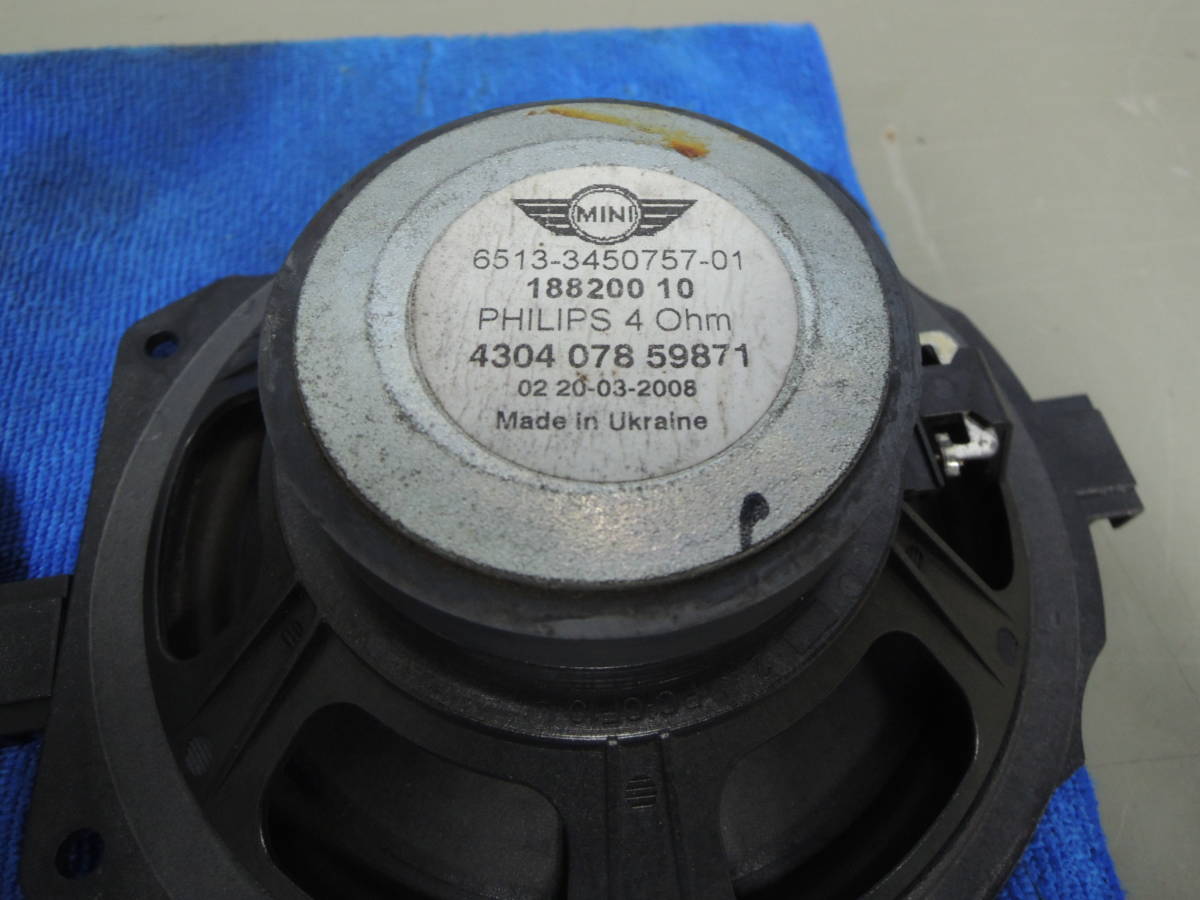 MINI
6513-3450757-01
188200 10
PHILIPS 4 Ohm
4304 078 59871
02 20-03-2008
Made in Ukraine